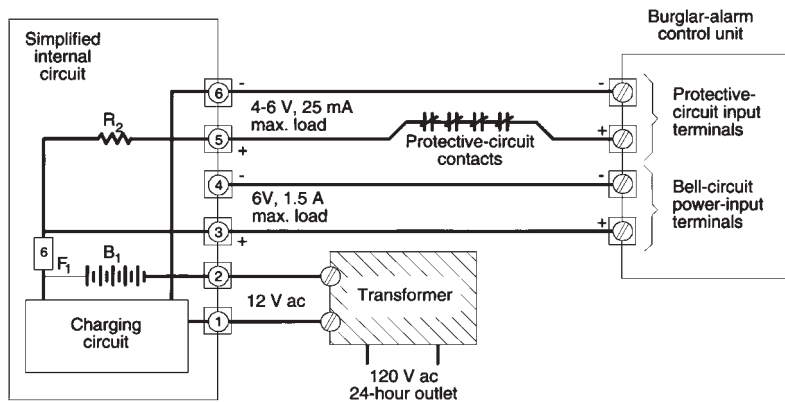 Simplified
internal
circuit
Burglar-alarm
control unit
6
-
4-6 V, 25 mA
max. load
-
Protective-
circuit input
terminals
R2
5
+
Protective-circuit
contacts
+
4
-
6V, 1.5 A
max. load
-
Bell-circuit
power-input
terminals
3
+
+
6
F1
B1
2
12 V ac
Transformer
Charging
circuit
1
120 V ac
24-hour outlet